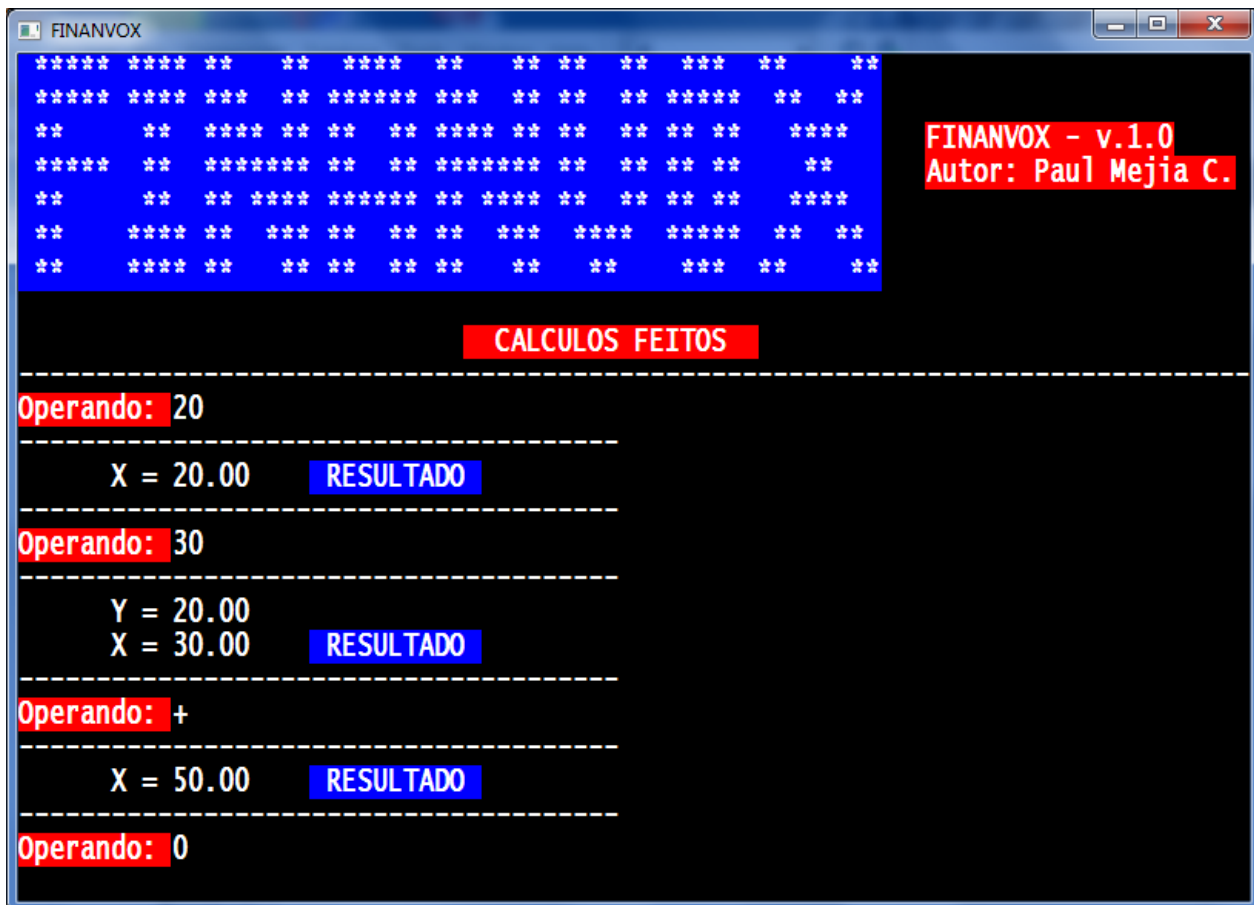 FINANVOX
FINANVOX
FINANVOX - v.1.0
Autor: Paul Mejia C.
CALCULOS FEITOS
Operando: 20
X = 20.00 RESULTADO
Operando: 30
Y = 20.00
X = 30.00 RESULTADO
Operando: +
X = 50.00 RESULTADO
Operando: 0